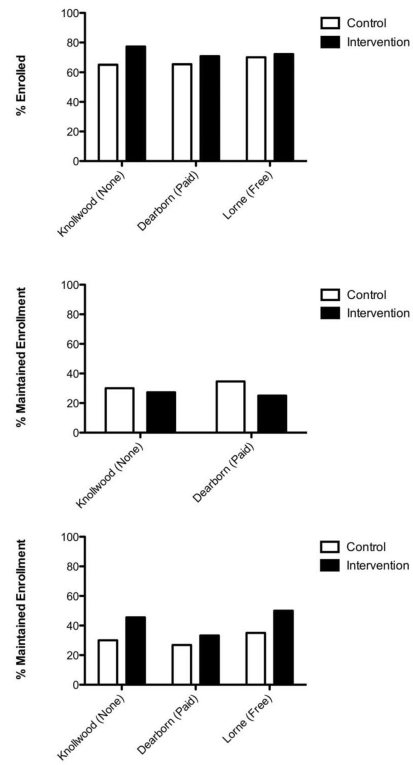 % Enrolled
100
80
60
40
20
0
Control
Intervention
Knollwood (None)
Dearborn (Paid)
Lorne (Free)
% Maintained Enrollment
100
80
60
40
20
0
Control
Intervention
Knollwood (None)
Dearborn (Paid)
% Maintained Enrollment
100
80
60
40
20
0
Control
Intervention
Knollwood (None)
Dearborn (Paid)
Lorne (Free)